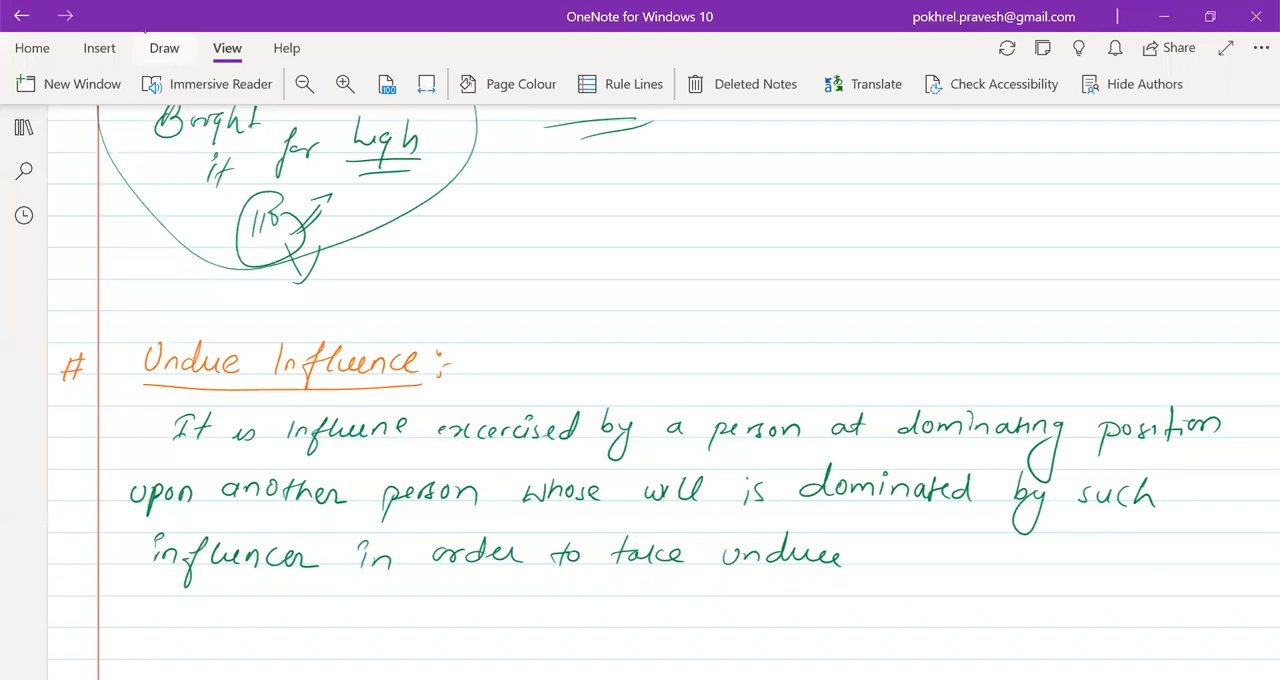 OneNote for Windows 10
pokhrel.pravesh@gmail.com
Home Insert Draw View Help
Share
New Window Immersive Reader 100 Page Colour Rule Lines Deleted Notes Translate Check Accessibility Hide Authors
Bought
it for high
# Undue Influence :-
It is influene excercised by a person at dominating position
upon another person whose will is dominated by such
influencer in order to take undue